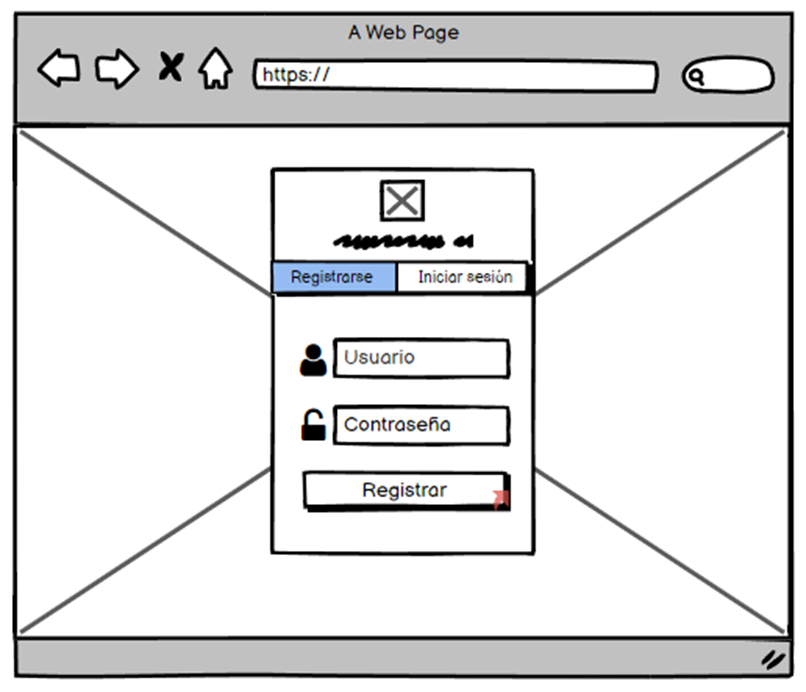 A Web Page
https://
Registrarse
Iniciar sesión
Usuario
Contraseña
Registrar